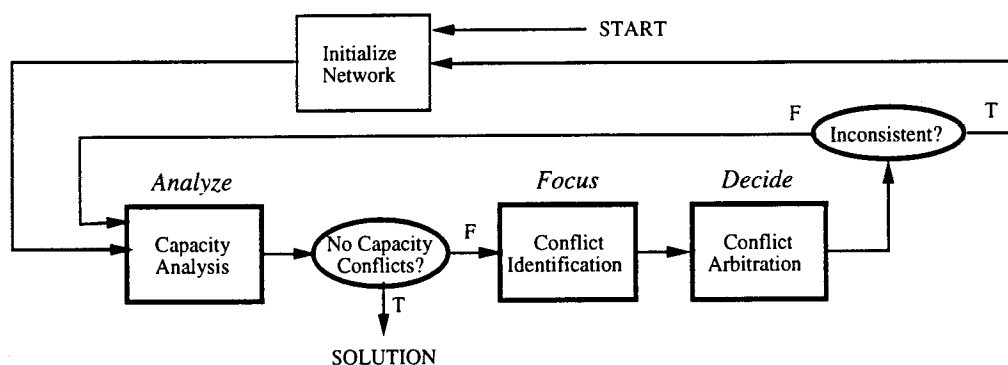 START
Initialize
Network
F
Inconsistent?
T
Analyze
Focus
Decide
Capacity
Analysis
No Capacity
Conflicts?
F
Conflict
Identification
Conflict
Arbitration
T
SOLUTION